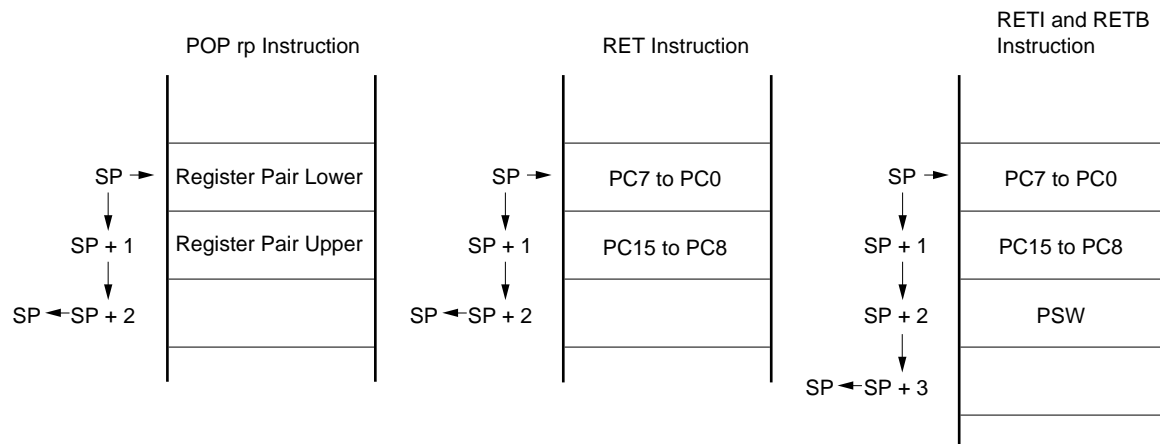 POP rp Instruction
SP
Register Pair Lower
SP + 1
Register Pair Upper
SP
SP + 2
RET Instruction
SP
PC7 to PC0
SP + 1
PC15 to PC8
SP
SP + 2
RETI and RETB
Instruction
SP
PC7 to PC0
SP + 1
PC15 to PC8
SP + 2
PSW
SP
SP + 3